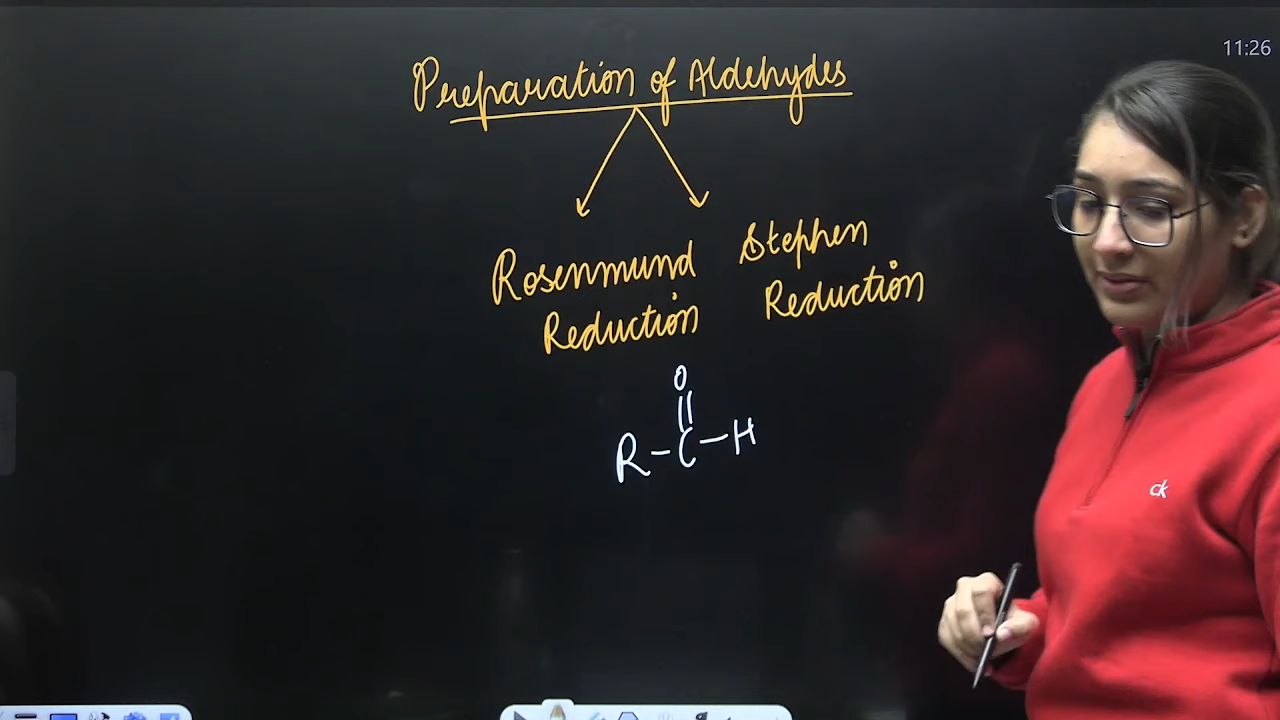 11:26
Preparation of Aldehydes
Rosenmund
Reduction
Stephen
Reduction
O
R-C-H
ck